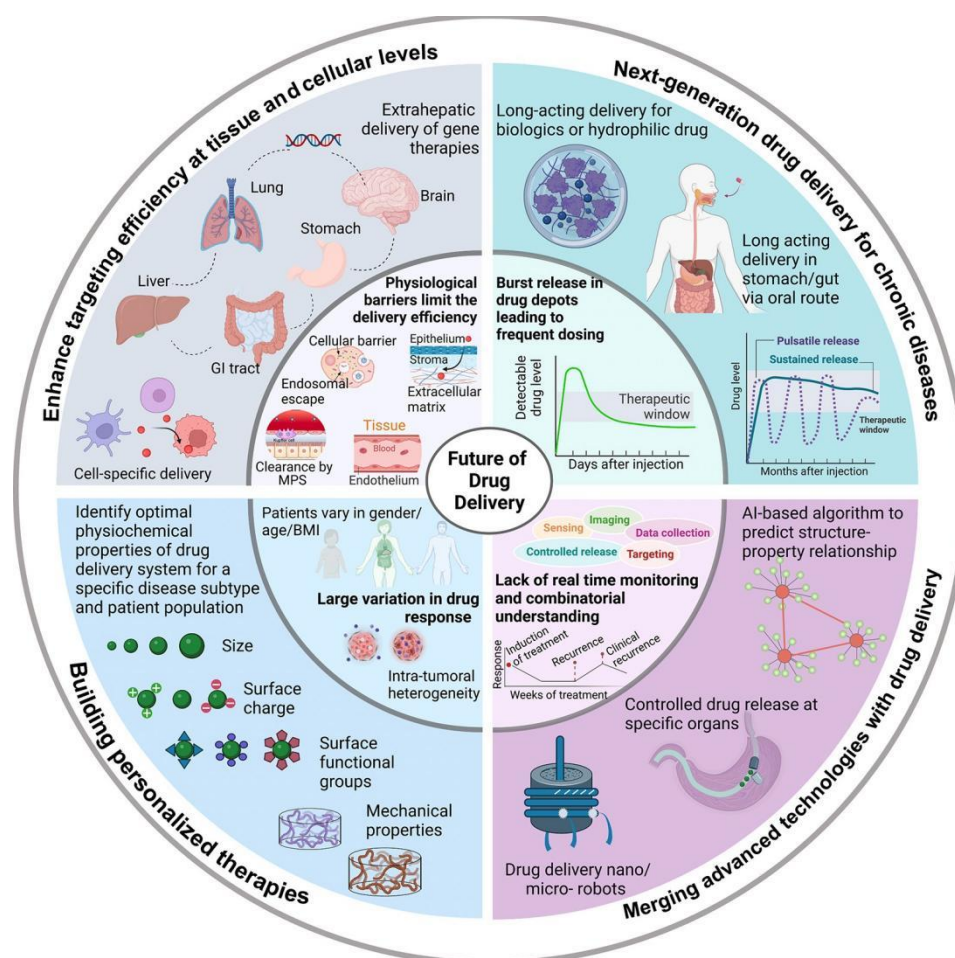 Enhance targeting efficiency at tissue and cellular levels
Extrahepatic
delivery of gene
therapies
Lung
Brain
Stomach
Liver
GI tract
Cell-specific delivery
Physiological
barriers limit the
delivery efficiency
Cellular barrier
Endosomal
escape
Epithelium
Stroma
Extracellular
matrix
Kupffer cell
Clearance by
MPS
Tissue
Blood
Endothelium
Next-generation drug delivery for chronic diseases
Long-acting delivery for
biologics or hydrophilic drug
Long acting
delivery in
stomach/gut
via oral route
Pulsatile release
Sustained release
Drug level
Therapeutic
window
Months after injection
Burst release in
drug depots
leading to
frequent dosing
Detectable
drug level
Therapeutic
window
Days after injection
Future of
Drug
Delivery
Building personalized therapies
Identify optimal
physiochemical
properties of drug
delivery system for a
specific disease subtype
and patient population
Size
Surface
charge
Surface
functional
groups
Mechanical
properties
Patients vary in gender/
age/BMI
Large variation in drug
response
Intra-tumoral
heterogeneity
Merging advanced technologies with drug delivery
Imaging
Sensing
Data collection
Controlled release
Targeting
Lack of real time monitoring
and combinatorial
understanding
Response
Induction
of treatment
Recurrence
Clinical
recurrence
Weeks of treatment
AI-based algorithm to
predict structure-
property relationship
Controlled drug release at
specific organs
Drug delivery nano/
micro- robots